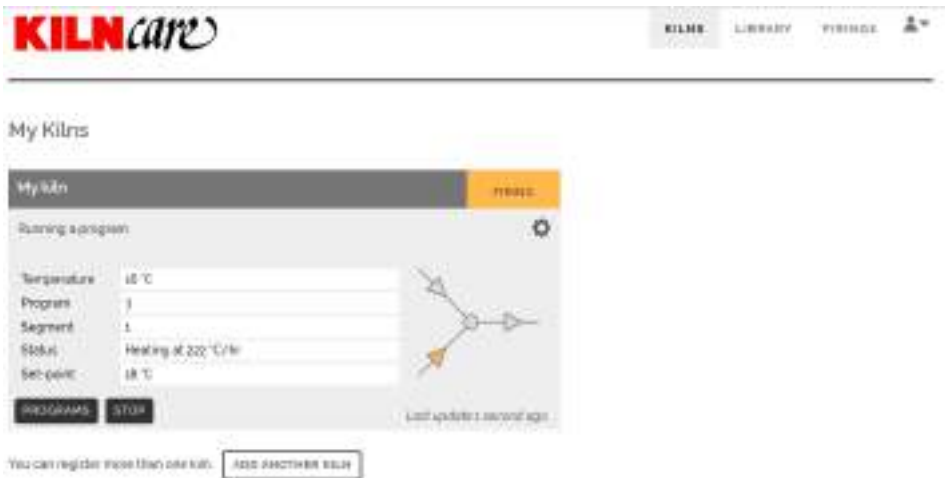 KILNcare
KILNS LIBRARY FIRINGS
My Kilns
My kiln FIRING
Running a program
Temperature °C
Program
Segment 1
Status Heating at 222 °C/hr
Set-point 18 °C
PROGRAMS STOP Last update 1 second ago
You can register more than one kiln. ADD ANOTHER KILN